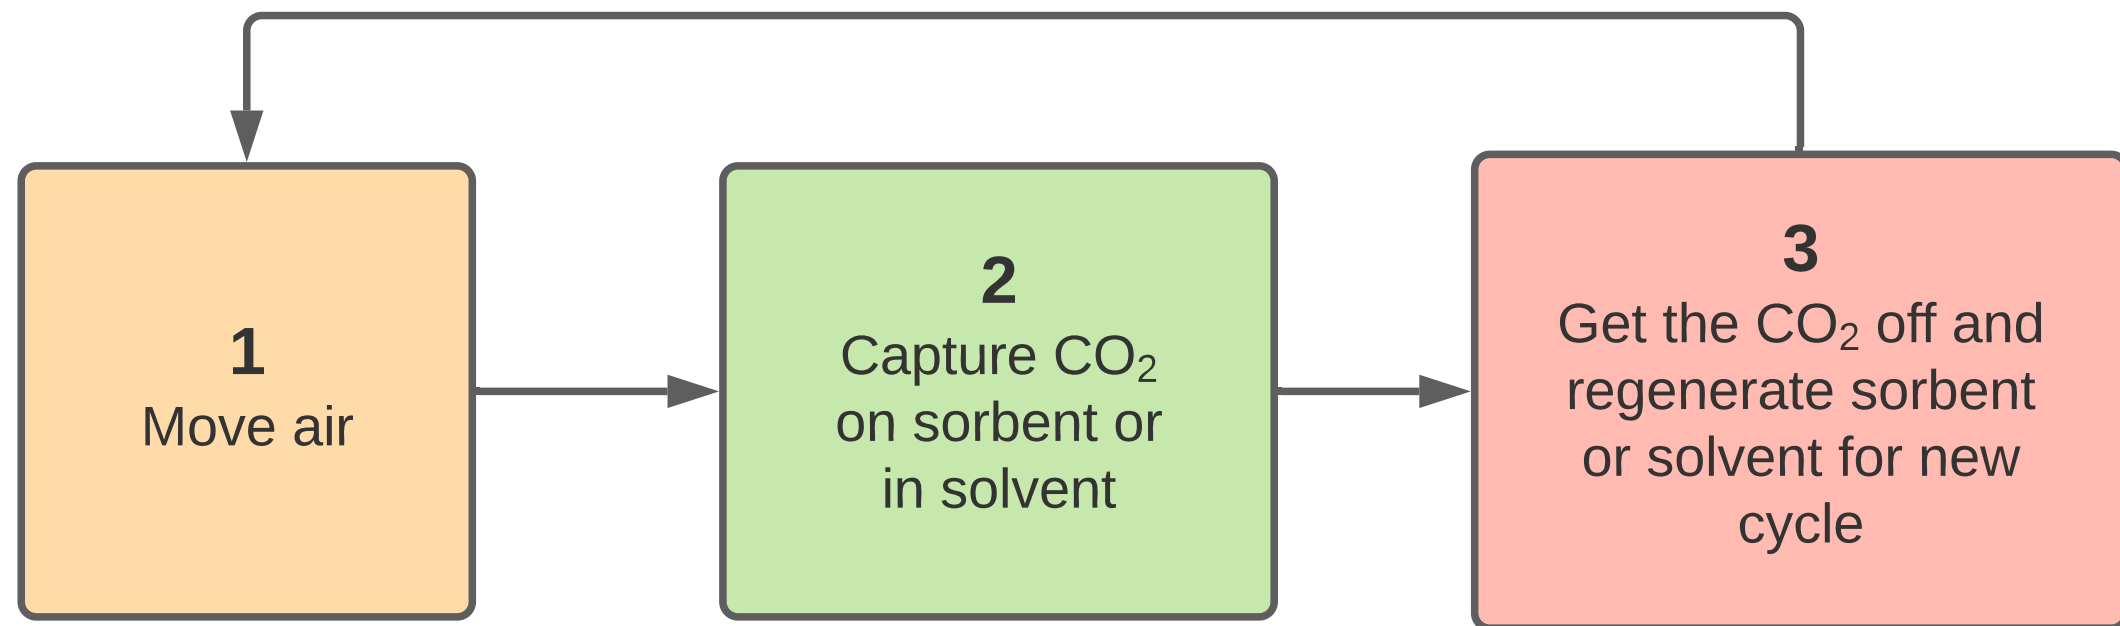 1
Move air
2
Capture CO₂
on sorbent or
in solvent
3
Get the CO₂ off and
regenerate sorbent
or solvent for new
cycle